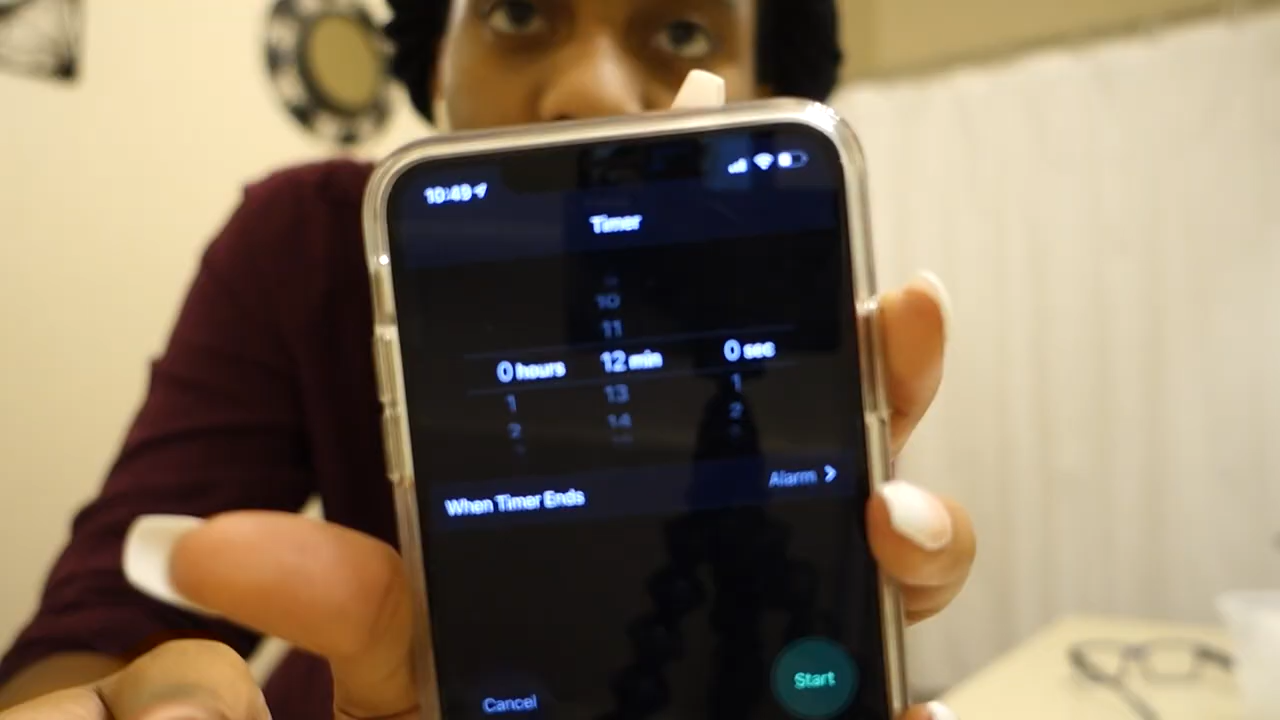 10:49
Timer
10
11
0 hours 12 min 0 sec
1 13 1
2 14 2
When Timer Ends Alarm >
Cancel Start